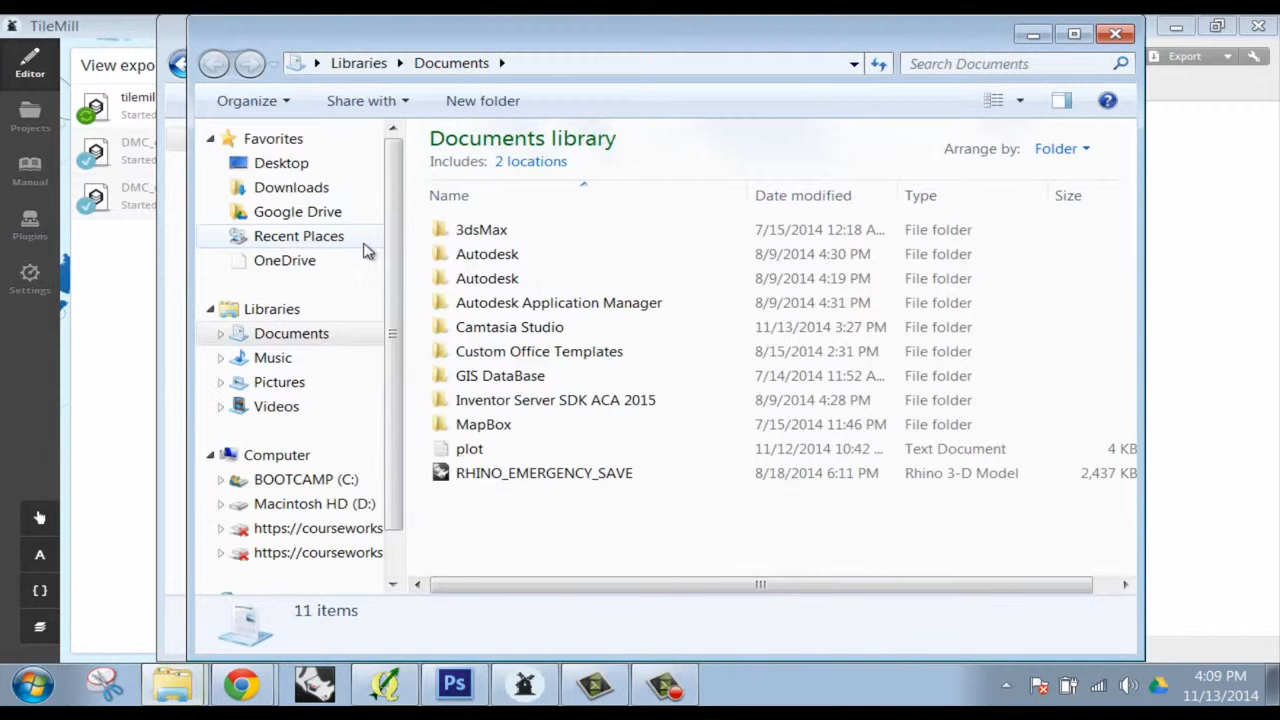 TileMill
Editor
Projects
Manual
Plugins
Settings
View expo
tilemil
Started
DMC_
Started
DMC_
Started
Export
Libraries
Documents
Search Documents
Organize
Share with
New folder
Favorites
Desktop
Downloads
Google Drive
Recent Places
OneDrive
Libraries
Documents
Music
Pictures
Videos
Computer
BOOTCAMP (C:)
Macintosh HD (D:)
https://courseworks
https://courseworks
Documents library
Includes: 2 locations
Arrange by: Folder
Name Date modified Type Size
3dsMax 7/15/2014 12:18 A... File folder
Autodesk 8/9/2014 4:30 PM File folder
Autodesk 8/9/2014 4:19 PM File folder
Autodesk Application Manager 8/9/2014 4:31 PM File folder
Camtasia Studio 11/13/2014 3:27 PM File folder
Custom Office Templates 8/15/2014 2:31 PM File folder
GIS DataBase 7/14/2014 11:52 A... File folder
Inventor Server SDK ACA 2015 8/9/2014 4:28 PM File folder
MapBox 7/15/2014 11:46 PM File folder
plot 11/12/2014 10:42 ... Text Document 4 KB
RHINO_EMERGENCY_SAVE 8/18/2014 6:11 PM Rhino 3-D Model 2,437 KB
11 items
A
{ }
Ps
4:09 PM
11/13/2014